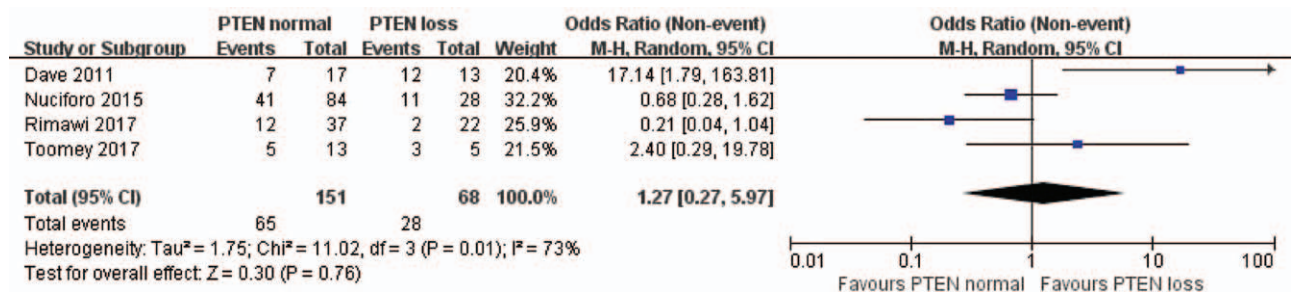 PTEN normal PTEN loss Odds Ratio (Non-event) Odds Ratio (Non-event)
Study or Subgroup Events Total Events Total Weight M-H, Random, 95% CI M-H, Random, 95% CI
Dave 2011 7 17 12 13 20.4% 17.14 [1.79, 163.81]
Nuciforo 2015 41 84 11 28 32.2% 0.68 [0.28, 1.62]
Rimawi 2017 12 37 2 22 25.9% 0.21 [0.04, 1.04]
Toomey 2017 5 13 3 5 21.5% 2.40 [0.29, 19.78]
Total (95% CI) 151 68 100.0% 1.27 [0.27, 5.97]
Total events 65 28
Heterogeneity: Tau² = 1.75; Chi² = 11.02, df = 3 (P = 0.01); I² = 73%
Test for overall effect: Z = 0.30 (P = 0.76)
0.01 0.1 1 10 100
Favours PTEN normal Favours PTEN loss